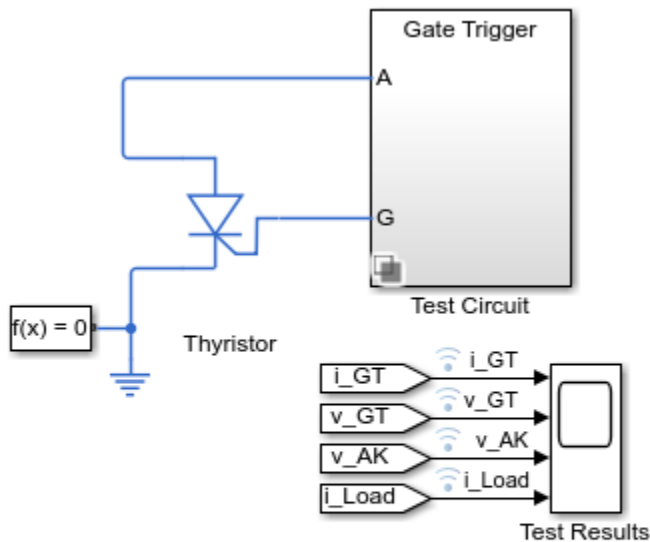 Gate Trigger
A
G
Test Circuit
f(x) = 0
Thyristor
i_GT
i_GT
v_GT
v_GT
v_AK
v_AK
i_Load
i_Load
Test Results